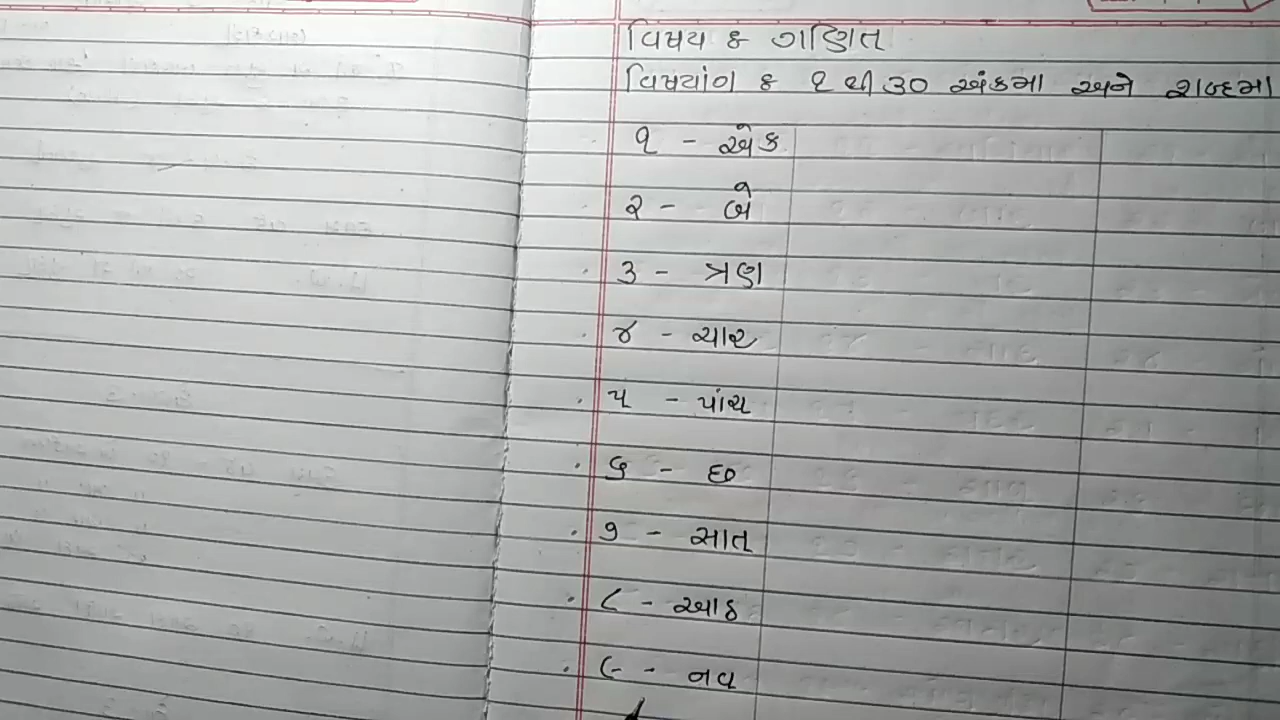 વિષય ઃ ગણિત
વિષયાંગ ઃ ૧ થી ૩૦ અંકમા અને શબ્દમા
૧ - એક
૨ - બે
૩ - ત્રણ
૪ - ચાર
૫ - પાંચ
૬ - છ
૭ - સાત
૮ - આઠ
૯ - નવ